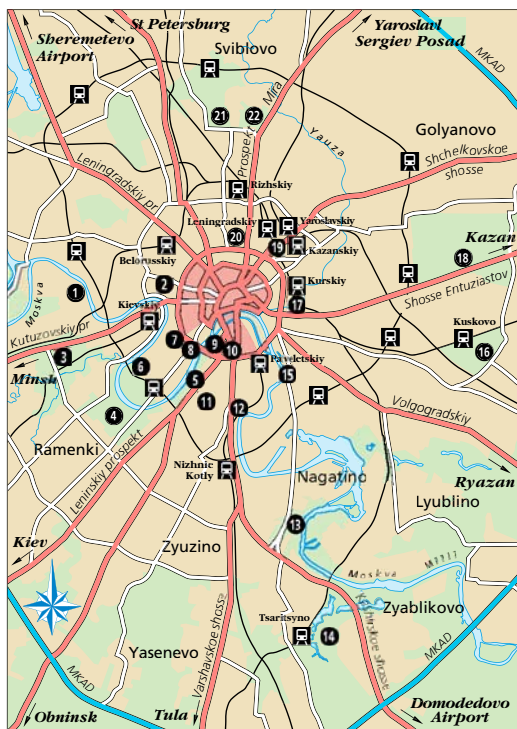 St Petersburg
Sheremetevo
Airport
Yaroslavl
Sergiev Posad
MKAD
Sviblovo
21
22
Prospekt Mira
Yauza
Golyanovo
Shchelkovskoe
shosse
Leningradskiy pr
Rizhskiy
Leningradskiy
Yaroslavskiy
20
19
Kazanskiy
Kazan
18
Belorusskiy
2
Kurskiy
17
Shosse Entuziastov
1
Moskva
Kievskiy
Kutuzovskiy pr
Kuskovo
16
3
Minsk
7
8
9
10
Paveletskiy
15
6
5
4
11
12
Volgogradskiy
Ramenki
Leninskiy prospekt
Nizhnie
Kotly
Nagatino
Ryazan
Lyublino
13
Kiev
Zyuzino
Moskva
Zyablikovo
Kashirskoe shosse
Varshavskoe shosse
Tsaritsyno
14
Yasenevo
MKAD
MKAD
Obninsk
Tula
Domodedovo
Airport